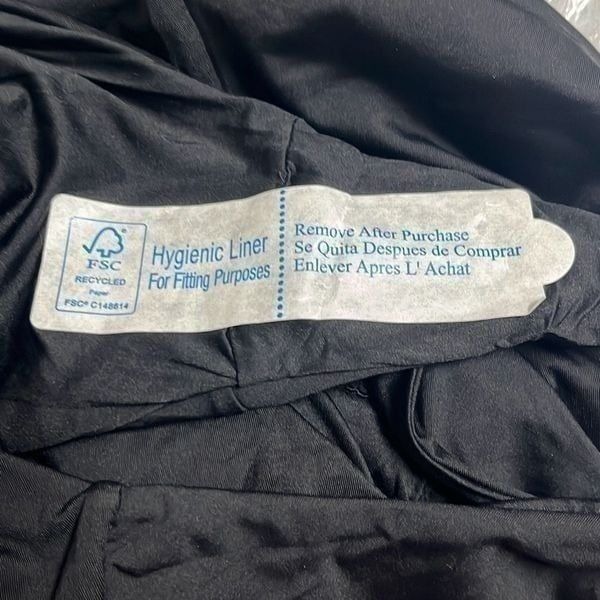 FSC
RECYCLED
Paper
FSC® C148614
Hygienic Liner
For Fitting Purposes
Remove After Purchase
Se Quita Despues de Comprar
Enlever Apres L' Achat